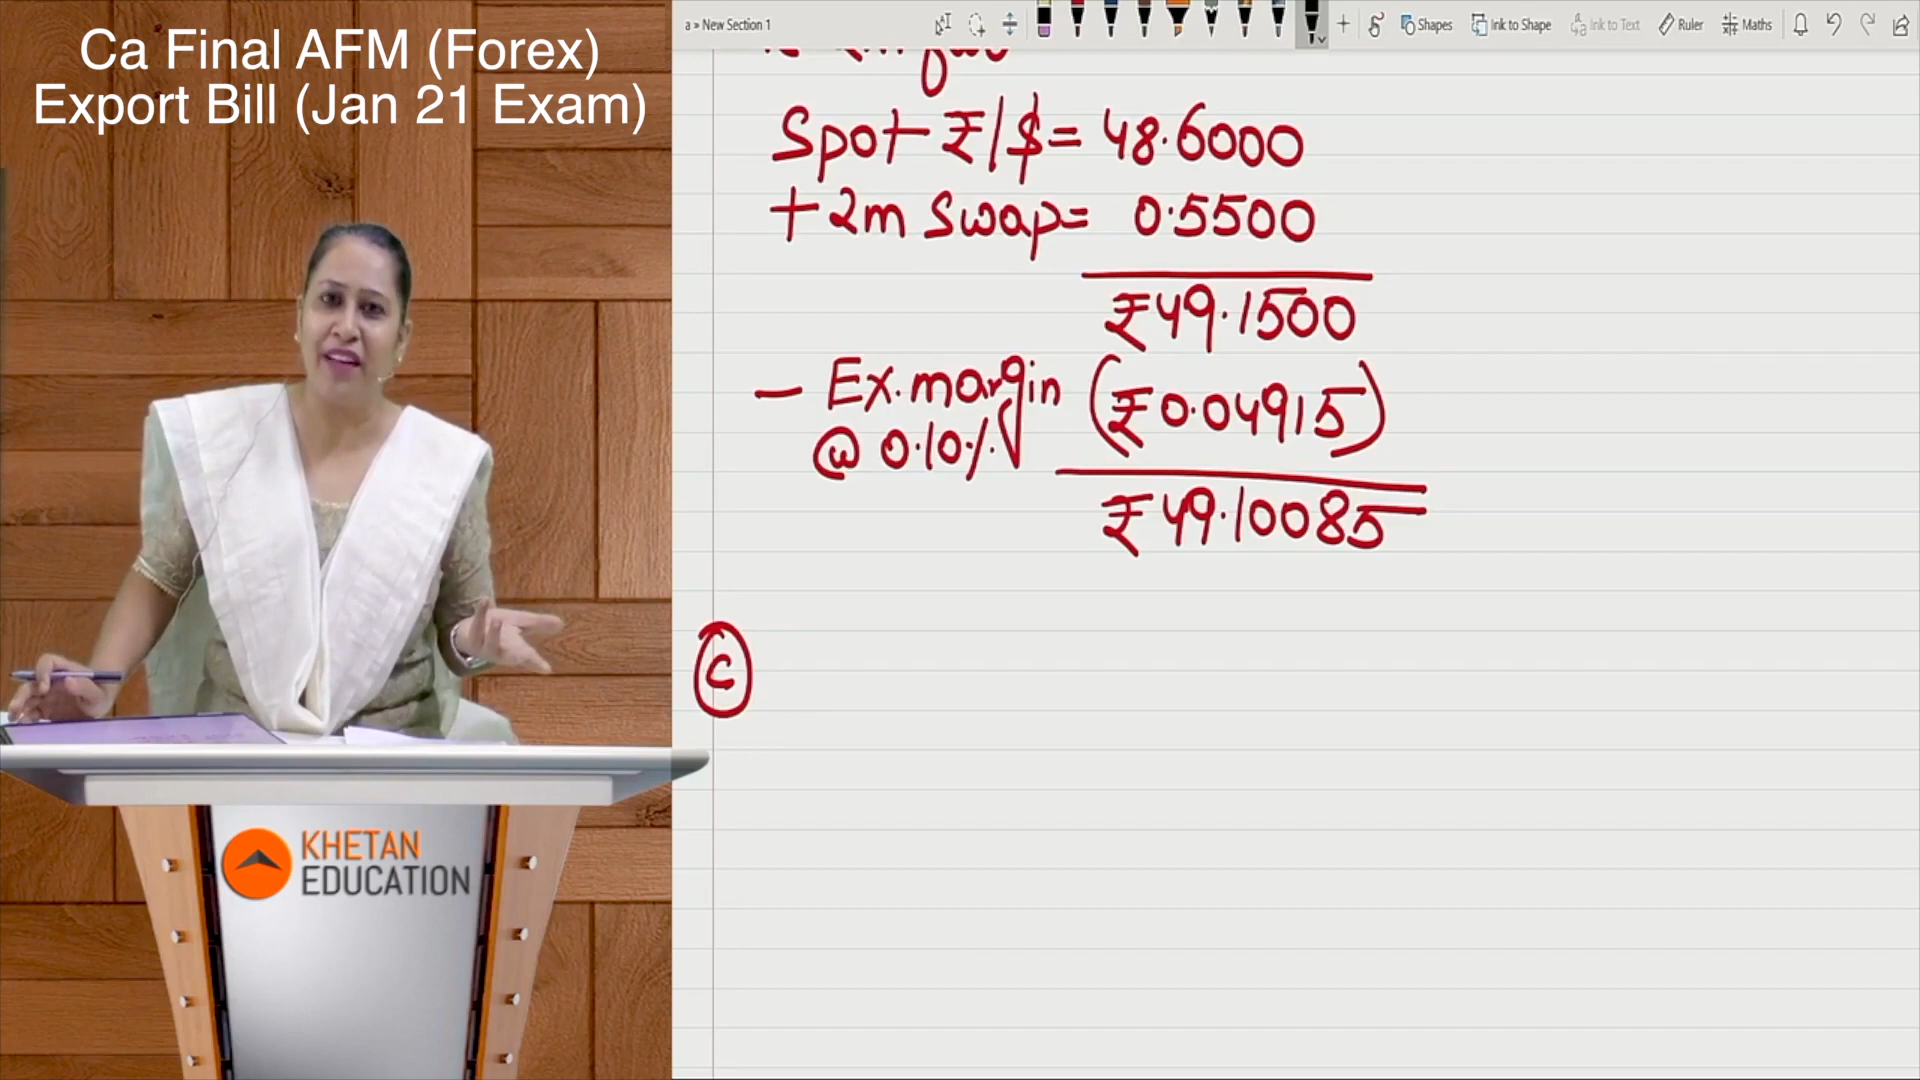 Ca Final AFM (Forex)
Export Bill (Jan 21 Exam)
a » New Section 1
Shapes
Ink to Shape
Ink to Text
Ruler
Maths
Spot ₹/$= 48.6000
+2m Swap= 0.5500
₹49.1500
- Ex.margin (₹0.04915)
@ 0.10%
₹49.10085
C
KHETAN
EDUCATION